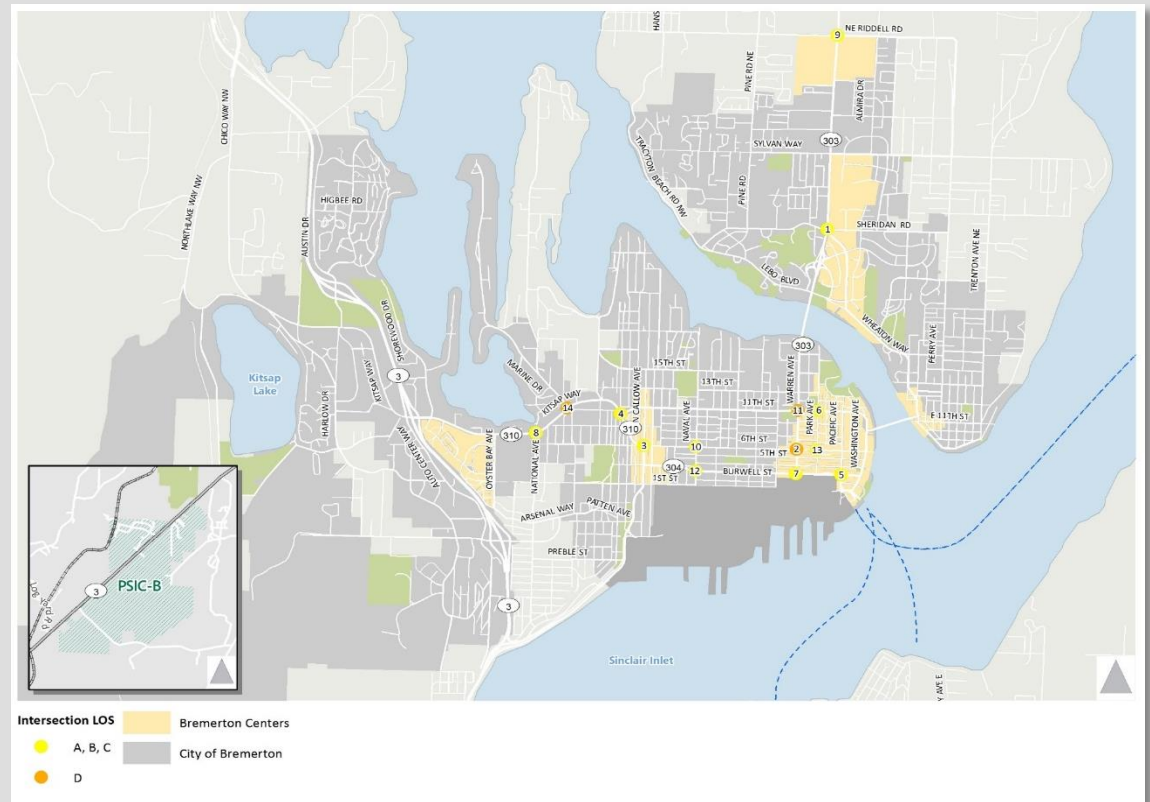 HANS
9
NE RIDDELL RD
CHICO WAY NW
PINE RD NE
ALMIRA DR
303
SYLVAN WAY
TRACYTON BEACH RD NW
PINE RD
NORTHLAKE WAY NW
HIGBEE RD
AUSTIN DR
1
SHERIDAN RD
TRENTON AVE NE
LEBO BLVD
SHOREWOOD DR
WHEATON WAY
PERRY AVE
303
15TH ST
3
Kitsap
Lake
KITSAP WAY
MARINE DR
13TH ST
N CALLOW AVE
WARREN AVE
HARLOW DR
KITSAP WAY
14
4
11TH ST
11
PARK AVE
6
E 11TH ST
310
NAVAL AVE
PACIFIC AVE
WASHINGTON AVE
AUTO CENTER WAY
OYSTER BAY AVE
310
8
NATIONAL AVE
3
10
6TH ST
5TH ST
2
13
304
12
BURWELL ST
7
5
1ST ST
ARSENAL WAY
PATTEN AVE
PREBLE ST
3
PSIC-B
3
Sinclair Inlet
Y AVE E
Intersection LOS
A, B, C
D
Bremerton Centers
City of Bremerton